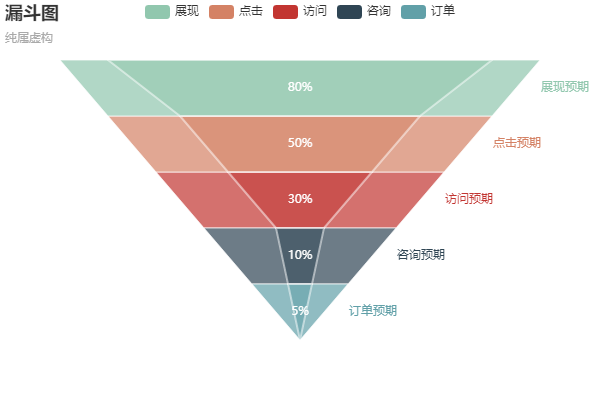 漏斗图
纯属虚构
展现 点击 访问 咨询 订单
80%
展现预期
50%
点击预期
30%
访问预期
10%
咨询预期
5%
订单预期